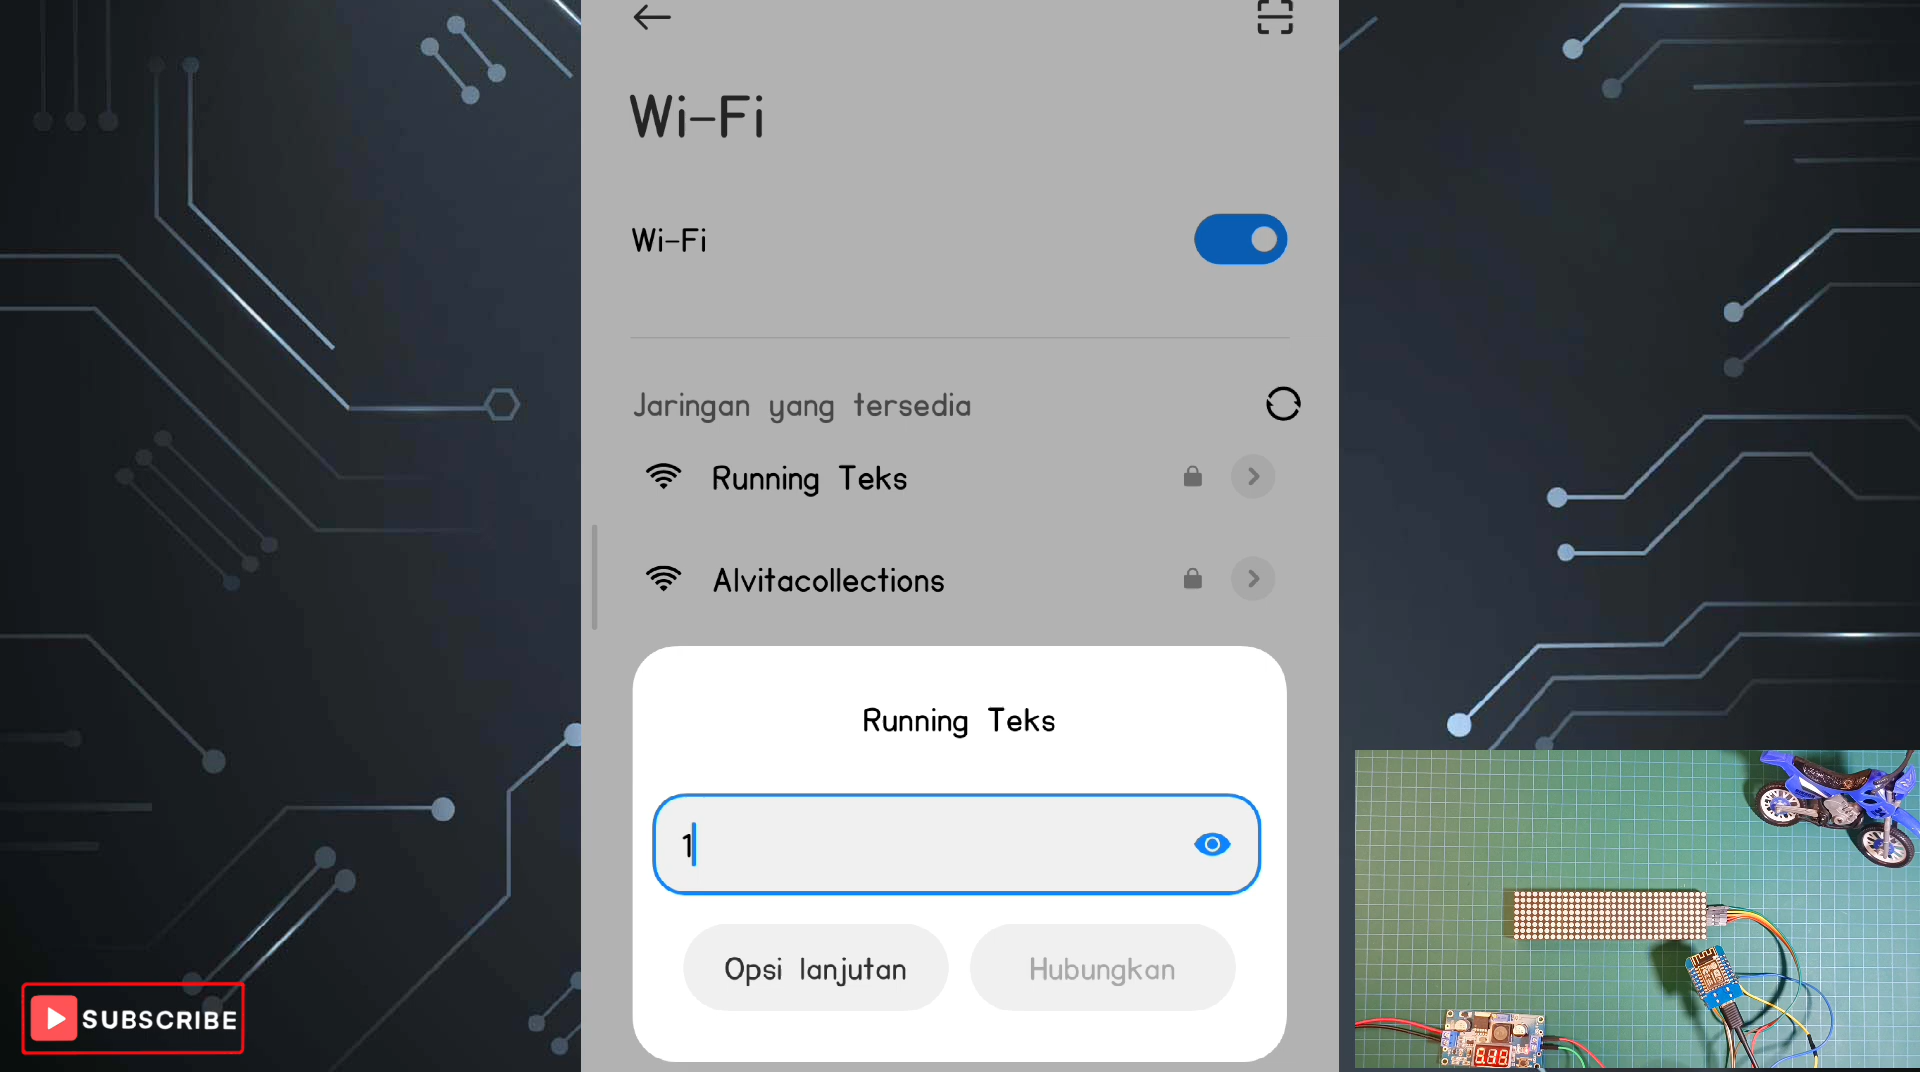 Wi-Fi
Wi-Fi
Jaringan yang tersedia
Running Teks
Alvitacollections
Running Teks
1
Opsi lanjutan
Hubungkan
SUBSCRIBE